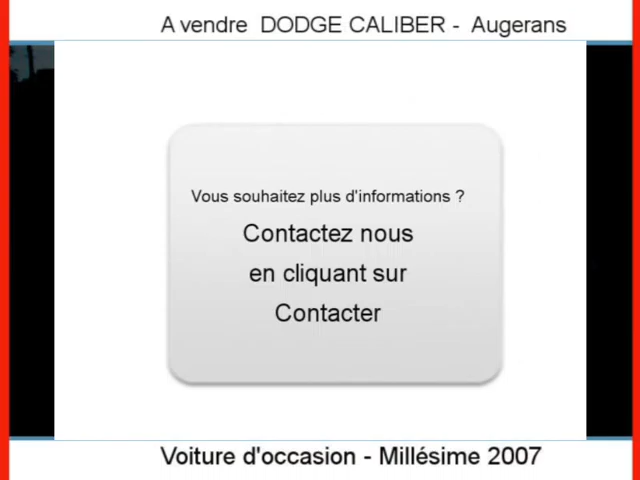 A vendre DODGE CALIBER - Augerans
Vous souhaitez plus d'informations ?
Contactez nous
en cliquant sur
Contacter
Voiture d'occasion - Millésime 2007